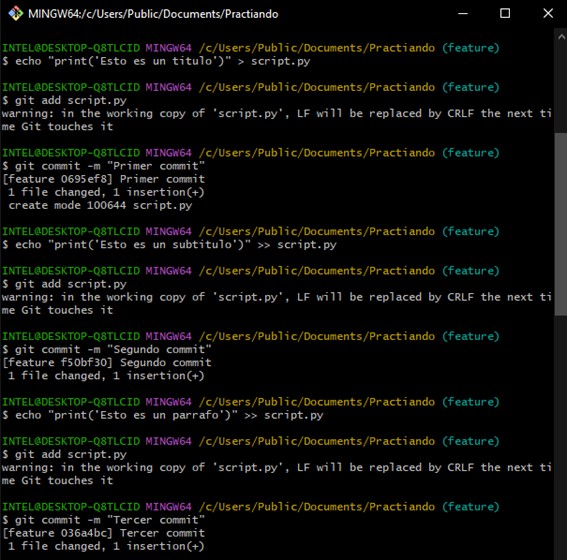 MINGW64:/c/Users/Public/Documents/Practiando
INTEL@DESKTOP-Q8TLCID MINGW64 /c/Users/Public/Documents/Practiando (feature)
$ echo "print('Esto es un titulo')" > script.py
INTEL@DESKTOP-Q8TLCID MINGW64 /c/Users/Public/Documents/Practiando (feature)
$ git add script.py
warning: in the working copy of 'script.py', LF will be replaced by CRLF the next ti
me Git touches it
INTEL@DESKTOP-Q8TLCID MINGW64 /c/Users/Public/Documents/Practiando (feature)
$ git commit -m "Primer commit"
[feature 0695ef8] Primer commit
1 file changed, 1 insertion(+)
create mode 100644 script.py
INTEL@DESKTOP-Q8TLCID MINGW64 /c/Users/Public/Documents/Practiando (feature)
$ echo "print('Esto es un subtitulo')" >> script.py
INTEL@DESKTOP-Q8TLCID MINGW64 /c/Users/Public/Documents/Practiando (feature)
$ git add script.py
warning: in the working copy of 'script.py', LF will be replaced by CRLF the next ti
me Git touches it
INTEL@DESKTOP-Q8TLCID MINGW64 /c/Users/Public/Documents/Practiando (feature)
$ git commit -m "Segundo commit"
[feature f50bf30] Segundo commit
1 file changed, 1 insertion(+)
INTEL@DESKTOP-Q8TLCID MINGW64 /c/Users/Public/Documents/Practiando (feature)
$ echo "print('Esto es un parrafo')" >> script.py
INTEL@DESKTOP-Q8TLCID MINGW64 /c/Users/Public/Documents/Practiando (feature)
$ git add script.py
warning: in the working copy of 'script.py', LF will be replaced by CRLF the next ti
me Git touches it
INTEL@DESKTOP-Q8TLCID MINGW64 /c/Users/Public/Documents/Practiando (feature)
$ git commit -m "Tercer commit"
[feature 036a4bc] Tercer commit
1 file changed, 1 insertion(+)